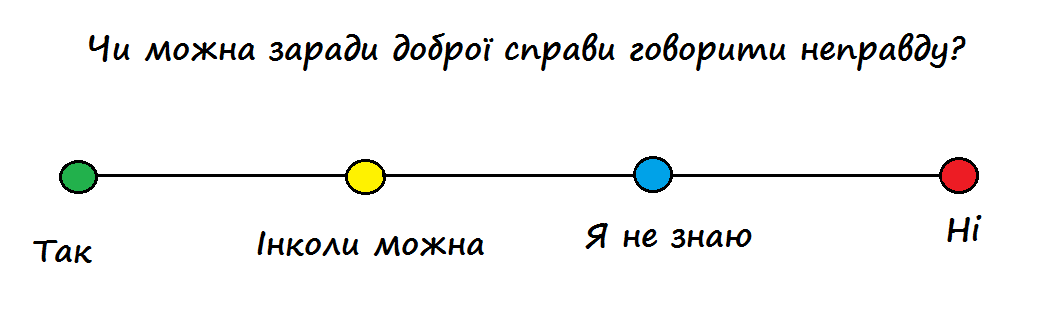 Чи можна заради доброї справи говорити неправду?
Так
Інколи можна
Я не знаю
Ні